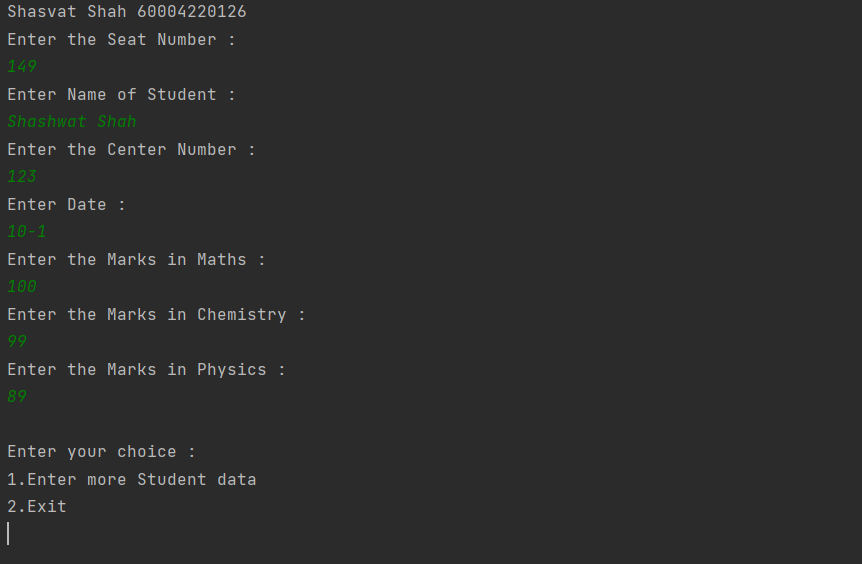 Shasvat Shah 60004220126
Enter the Seat Number :
149
Enter Name of Student :
Shashwat Shah
Enter the Center Number :
123
Enter Date :
10-1
Enter the Marks in Maths :
100
Enter the Marks in Chemistry :
99
Enter the Marks in Physics :
89
Enter your choice :
1.Enter more Student data
2.Exit